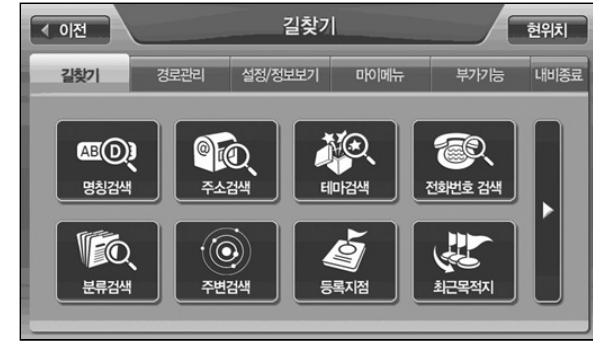 이전 길찾기 현위치
길찾기 경로관리 설정/정보보기 마이메뉴 부가기능 내비종료
AB D
명칭검색 @ 주소검색 테마검색 전화번호 검색
분류검색 주변검색 등록지점 최근목적지